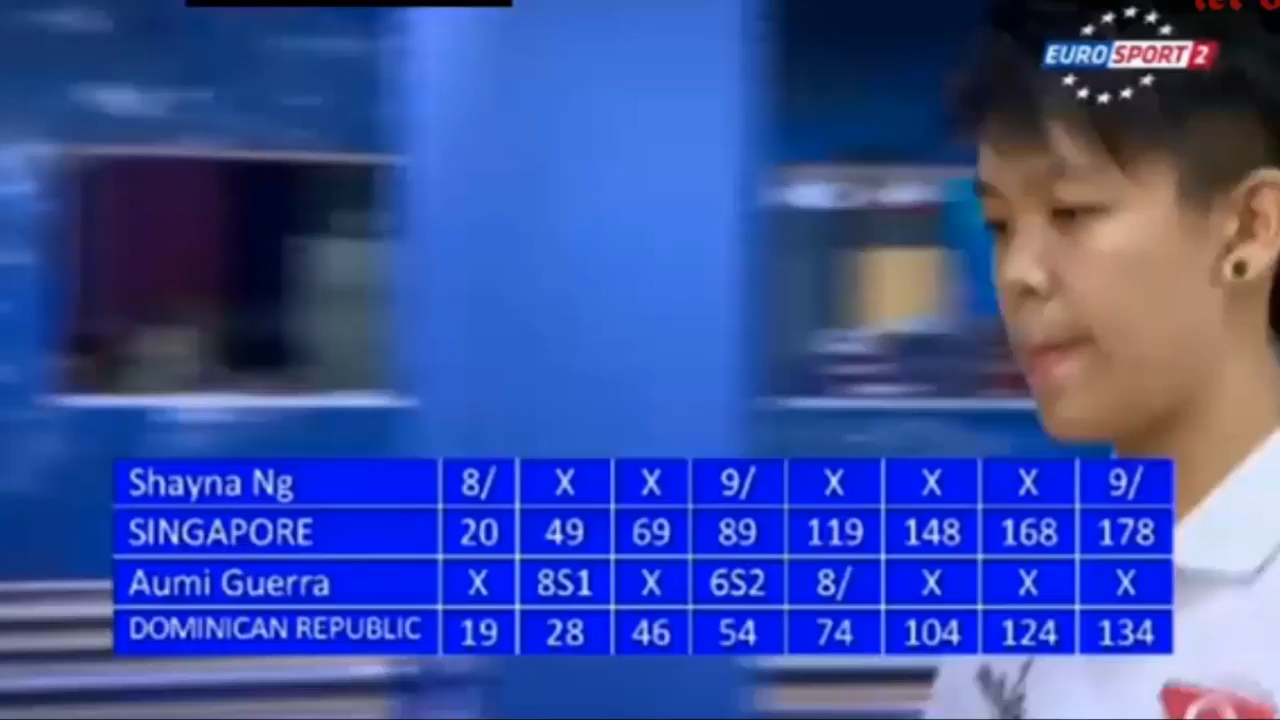 EUROSPORT 2
Shayna Ng 8/ X X 9/ X X X 9/
SINGAPORE 20 49 69 89 119 148 168 178
Aumi Guerra X 8S1 X 6S2 8/ X X X
DOMINICAN REPUBLIC 19 28 46 54 74 104 124 134